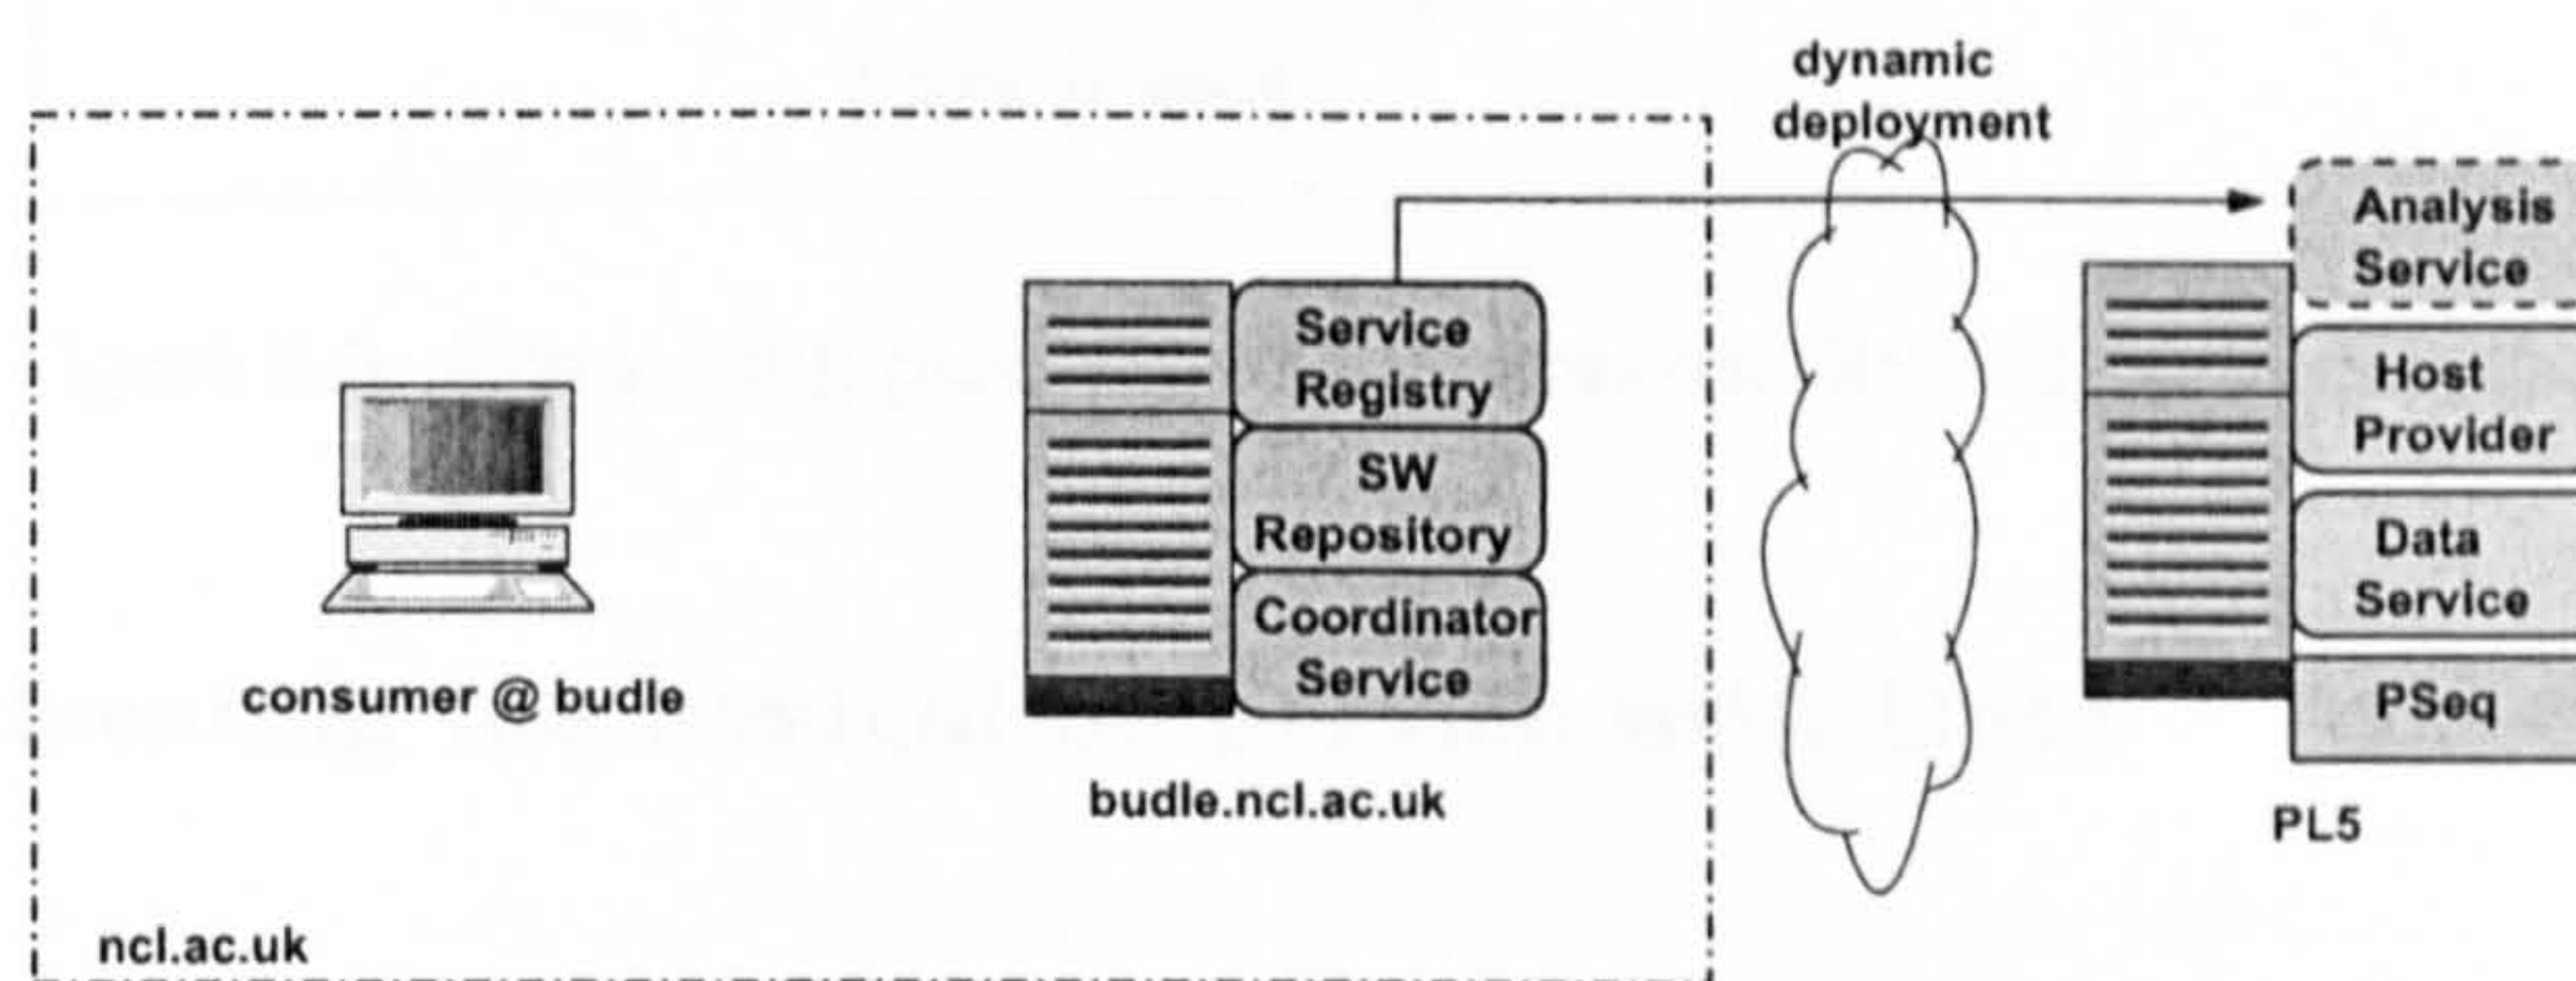 dynamic
deployment
Analysis
Service
Service
Registry
Host
Provider
SW
Repository
Data
Service
Coordinator
Service
PSeq
consumer @ budle
budle.ncl.ac.uk
PL5
ncl.ac.uk